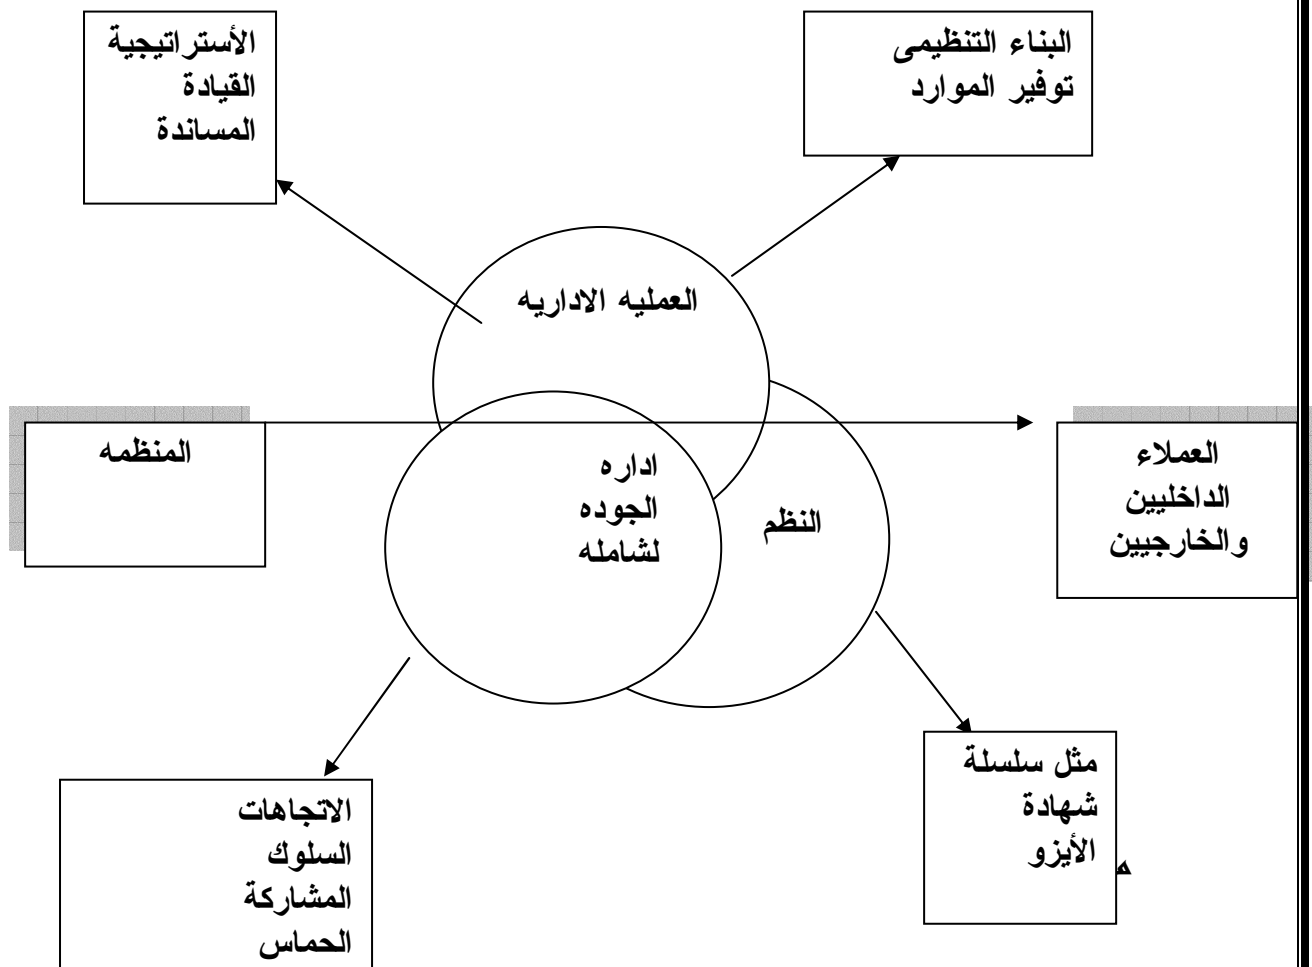 الأستراتيجية
القيادة
المساندة
البناء التنظيمى
توفير الموارد
العمليه الاداريه
المنظمه
اداره
الجوده
لشامله
النظم
العملاء
الداخليين
والخارجيين
الاتجاهات
السلوك
المشاركة
الحماس
مثل سلسلة
شهادة
الأيزو